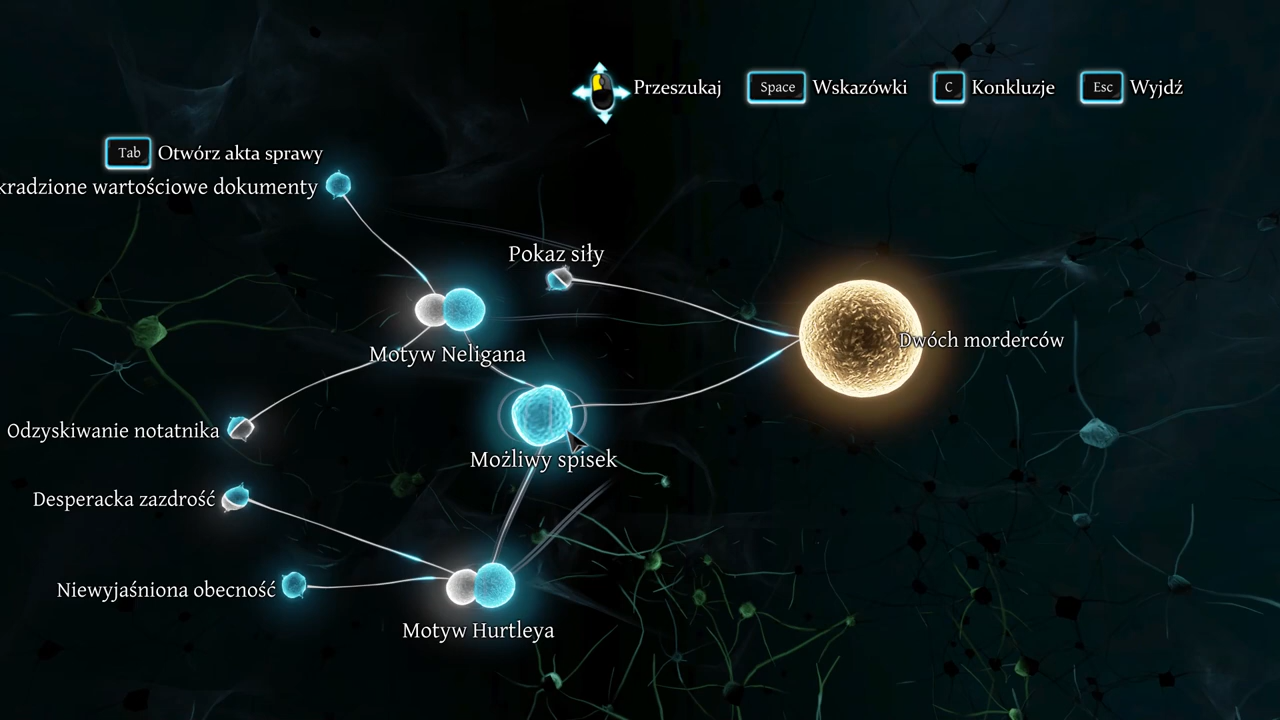 Przeszukaj
Space Wskazówki
C Konkluzje
Esc Wyjdź
Tab Otwórz akta sprawy
kradzione wartościowe dokumenty
Pokaz siły
Dwóch morderców
Motyw Neligana
Odzyskiwanie notatnika
Możliwy spisek
Desperacka zazdrość
Niewyjaśniona obecność
Motyw Hurtleya